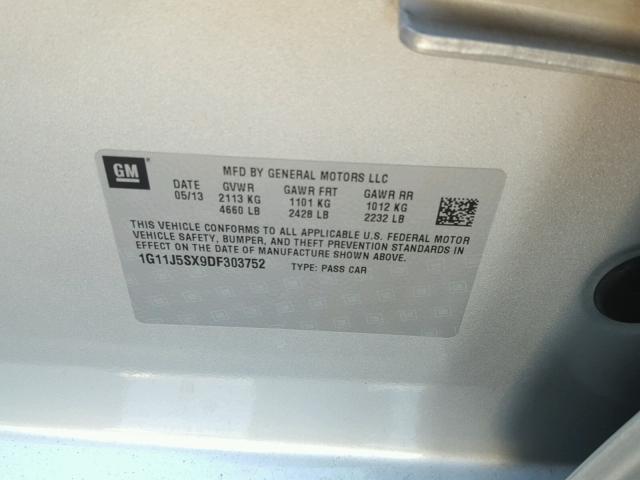 GM
MFD BY GENERAL MOTORS LLC
DATE GVWR GAWR FRT GAWR RR
05/13 2113 KG 1101 KG 1012 KG
4660 LB 2428 LB 2232 LB
THIS VEHICLE CONFORMS TO ALL APPLICABLE U.S. FEDERAL MOTOR
VEHICLE SAFETY, BUMPER, AND THEFT PREVENTION STANDARDS IN
EFFECT ON THE DATE OF MANUFACTURE SHOWN ABOVE.
1G11J5SX9DF303752 TYPE: PASS CAR